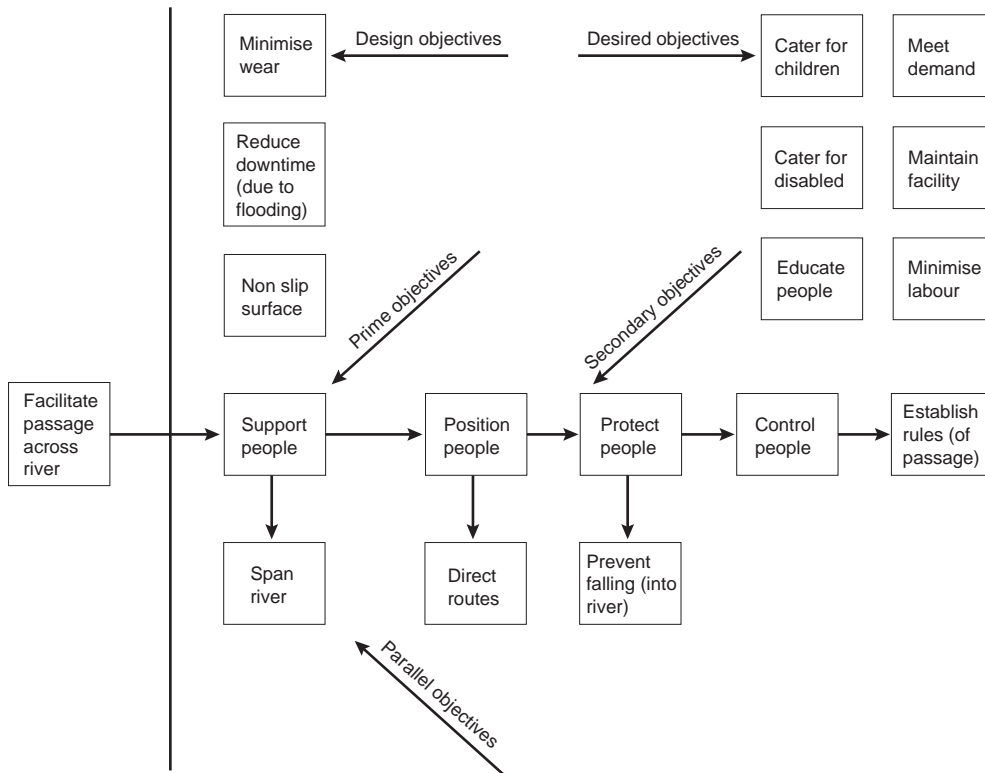 Minimise
wear
Design objectives
Desired objectives
Cater for
children
Meet
demand
Reduce
downtime
(due to
flooding)
Cater for
disabled
Maintain
facility
Non slip
surface
Prime objectives
Secondary objectives
Educate
people
Minimise
labour
Facilitate
passage
across
river
Support
people
Position
people
Protect
people
Control
people
Establish
rules (of
passage)
Span
river
Direct
routes
Prevent
falling (into
river)
Parallel objectives